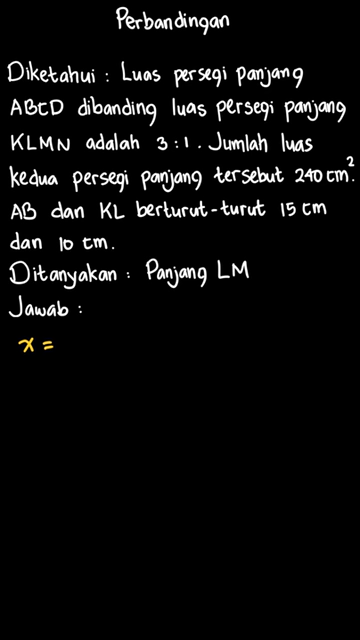 Perbandingan
Diketahui : Luas persegi panjang
ABCD dibanding luas persegi panjang
KLMN adalah 3 : 1. Jumlah luas
kedua persegi panjang tersebut 240 cm².
AB dan KL berturut-turut 15 cm
dan 10 cm.
Ditanyakan : Panjang LM
Jawab :
x =